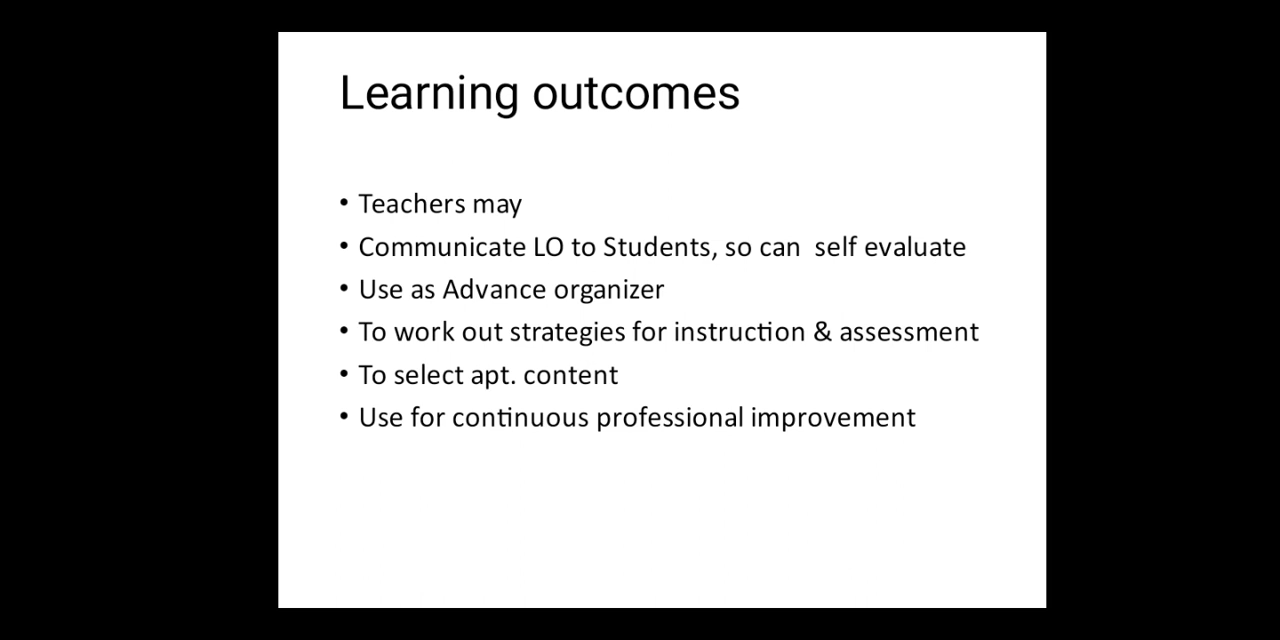 Learning outcomes
• Teachers may
• Communicate LO to Students, so can  self evaluate
• Use as Advance organizer
• To work out strategies for instruction & assessment
• To select apt. content
• Use for continuous professional improvement